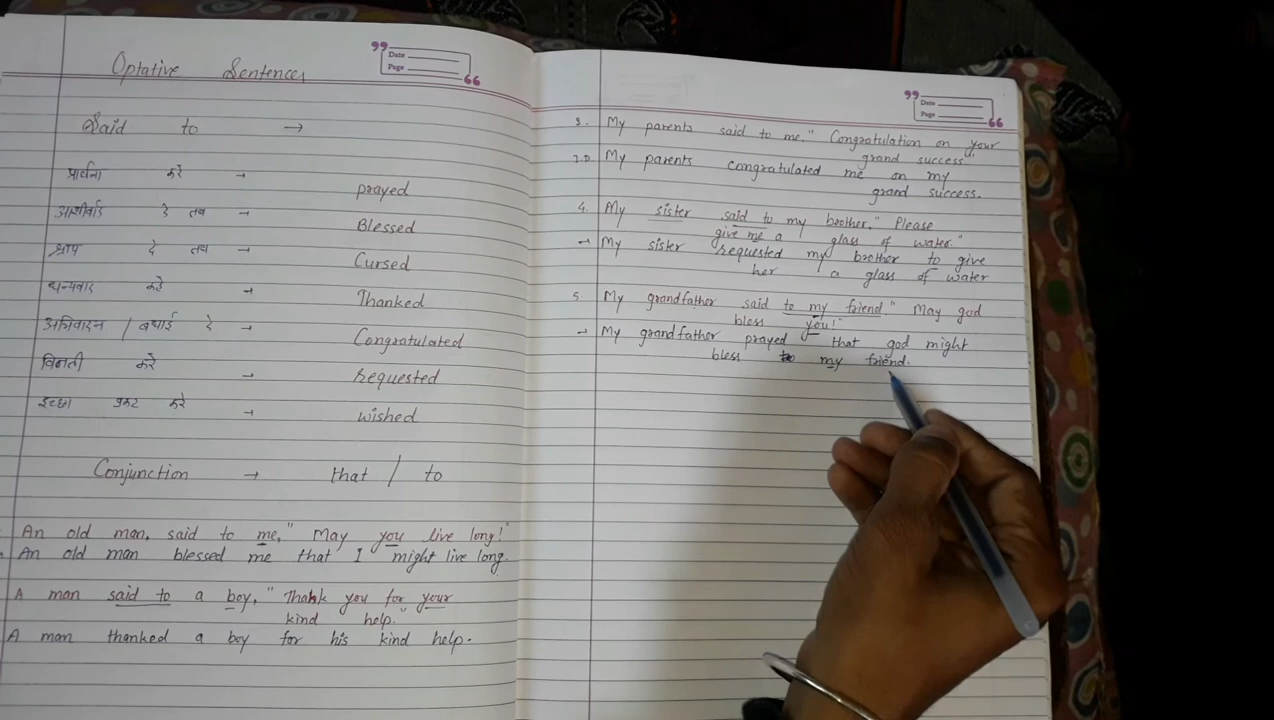 Optative Sentences
Date
Page
Said to →
प्रार्थना करे → prayed
आशीर्वाद दे तब → Blessed
श्राप दे तब → Cursed
धन्यवाद करे → Thanked
अभिवादन / बधाई दे → Congratulated
विनती करे → requested
इच्छा प्रकट करे → wished
Conjunction → that / to
An old man, said to me, " May you live long!"
An old man blessed me that I might live long.
A man said to a boy, " Thank you for your
kind help."
A man thanked a boy for his kind help.
Date
Page
3. My parents said to me, " Congratulation on your
grand success"
I.D. My parents congratulated me on my
grand success.
4. My sister said to my brother, " Please
give me a glass of water."
→ My sister requested my brother to give
her a glass of water
5. My grandfather said to my friend " May god
bless you!"
→ My grandfather prayed that god might
bless my friend.